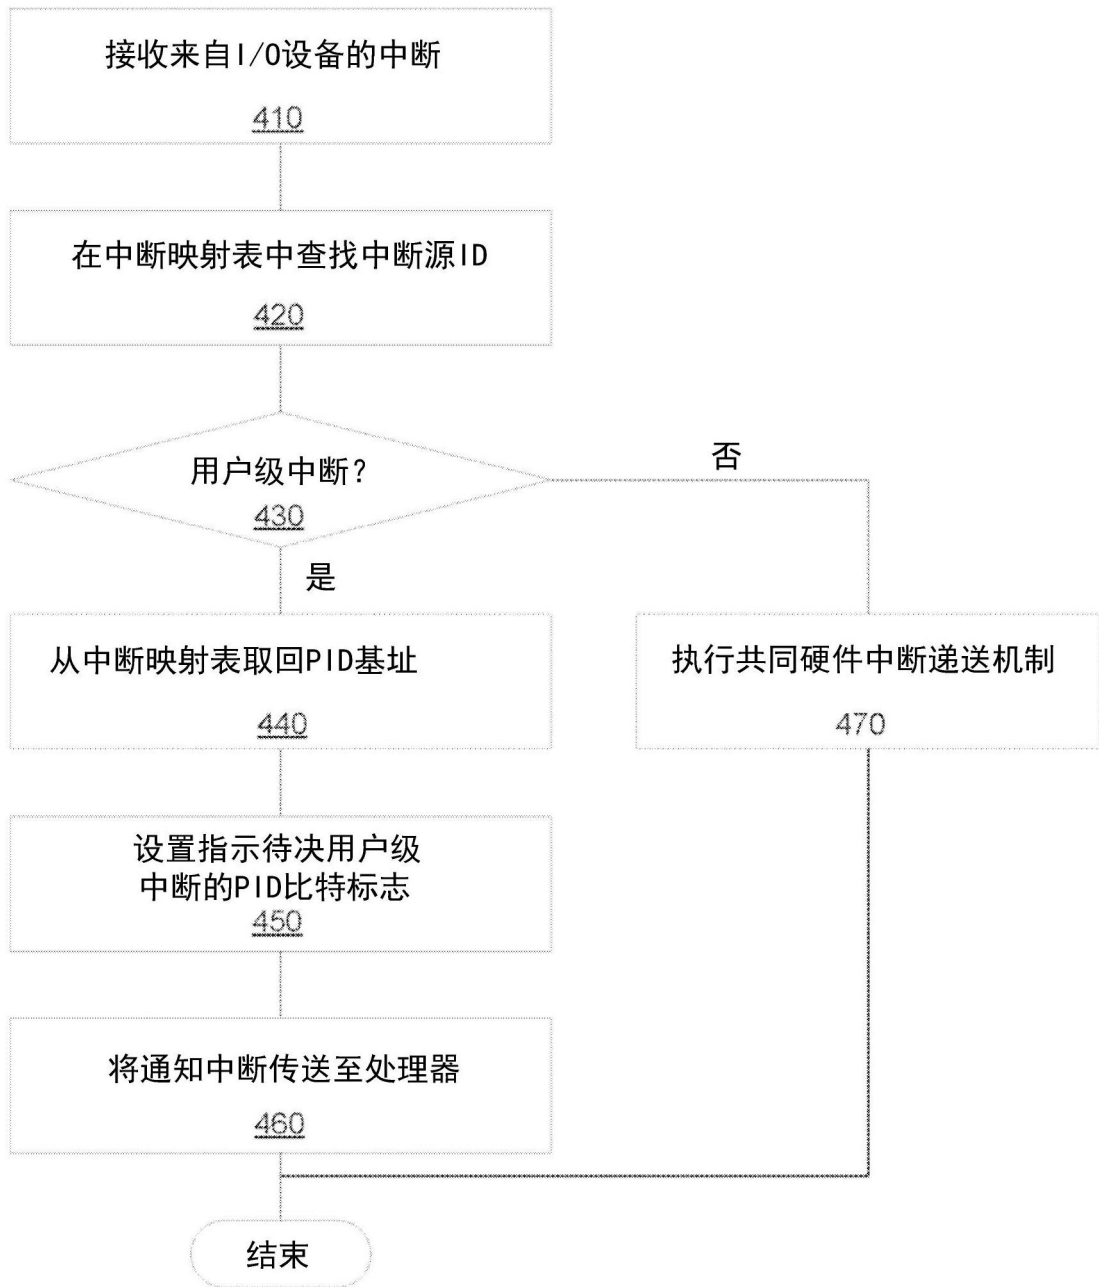 接收来自I/O设备的中断
410
在中断映射表中查找中断源ID
420
用户级中断?
430
否
是
从中断映射表取回PID基址
440
执行共同硬件中断递送机制
470
设置指示待决用户级
中断的PID比特标志
450
将通知中断传送至处理器
460
结束